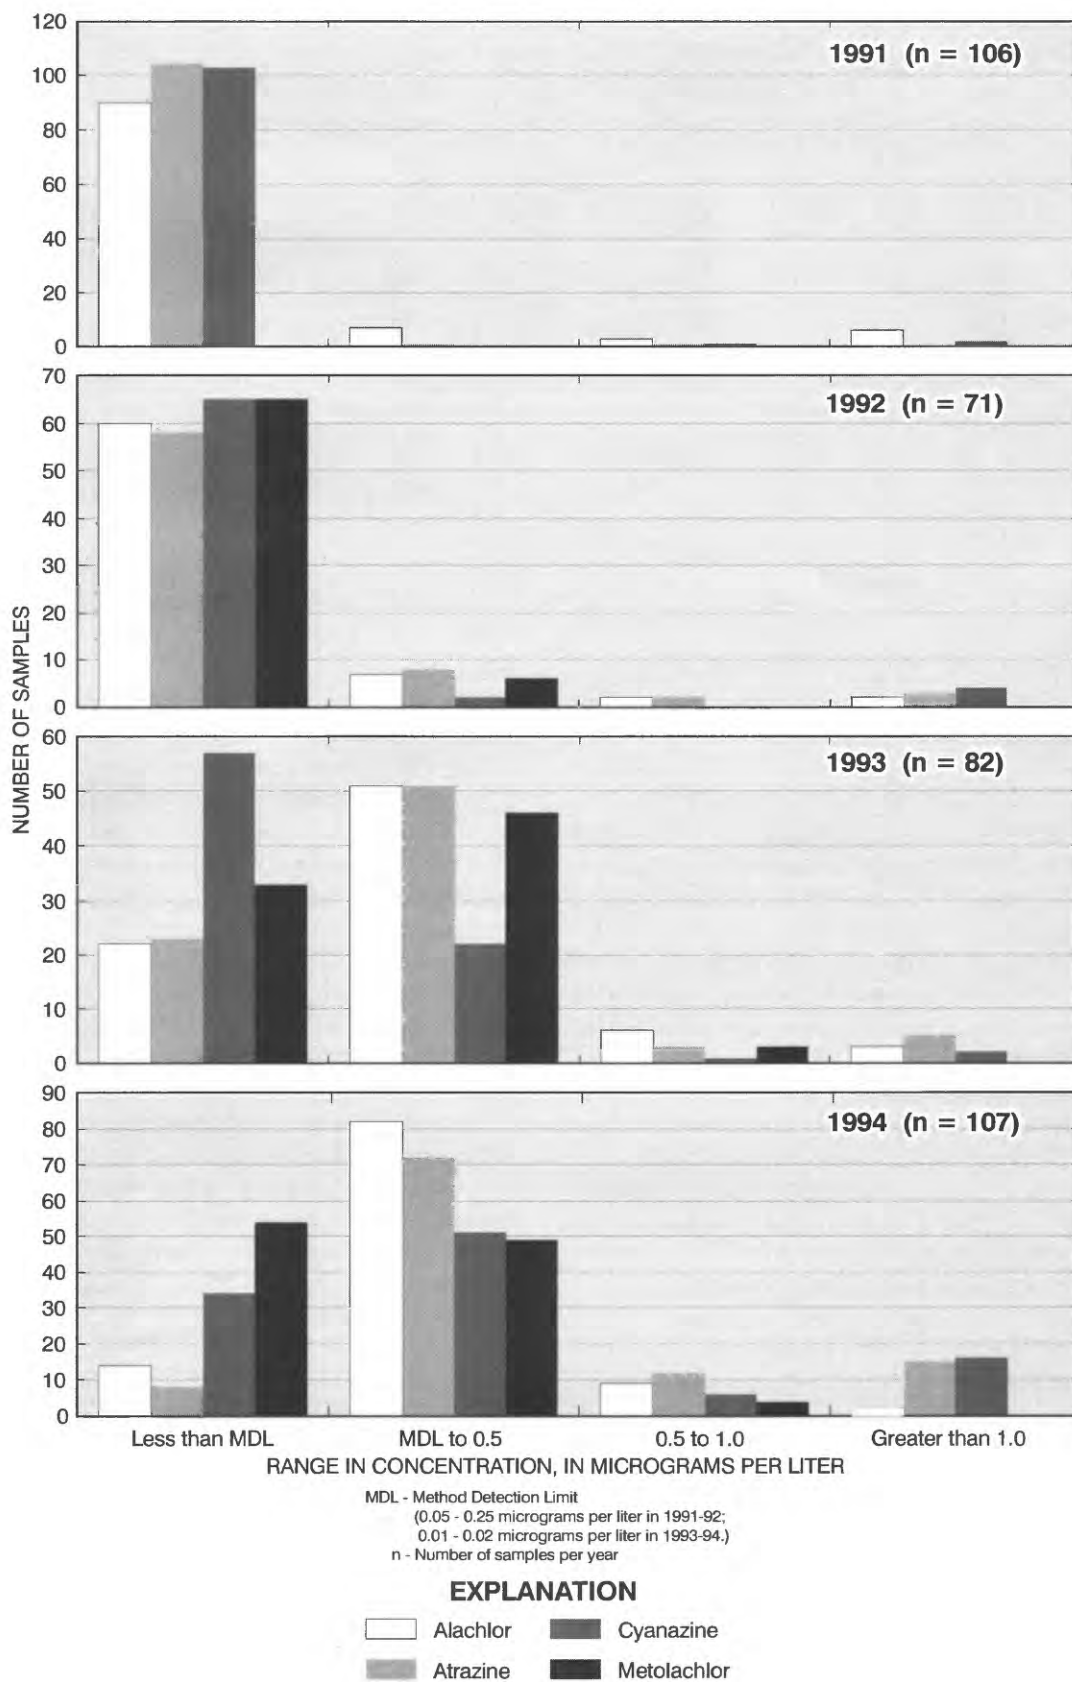 120
1991 (n = 106)
100
80
60
40
20
0
70
1992 (n = 71)
60
50
40
30
20
10
0
NUMBER OF SAMPLES
60
1993 (n = 82)
50
40
30
20
10
0
90
1994 (n = 107)
80
70
60
50
40
30
20
10
0
Less than MDL MDL to 0.5 0.5 to 1.0 Greater than 1.0
RANGE IN CONCENTRATION, IN MICROGRAMS PER LITER
MDL - Method Detection Limit
(0.05 - 0.25 micrograms per liter in 1991-92;
0.01 - 0.02 micrograms per liter in 1993-94.)
n - Number of samples per year
EXPLANATION
Alachlor Cyanazine
Atrazine Metolachlor